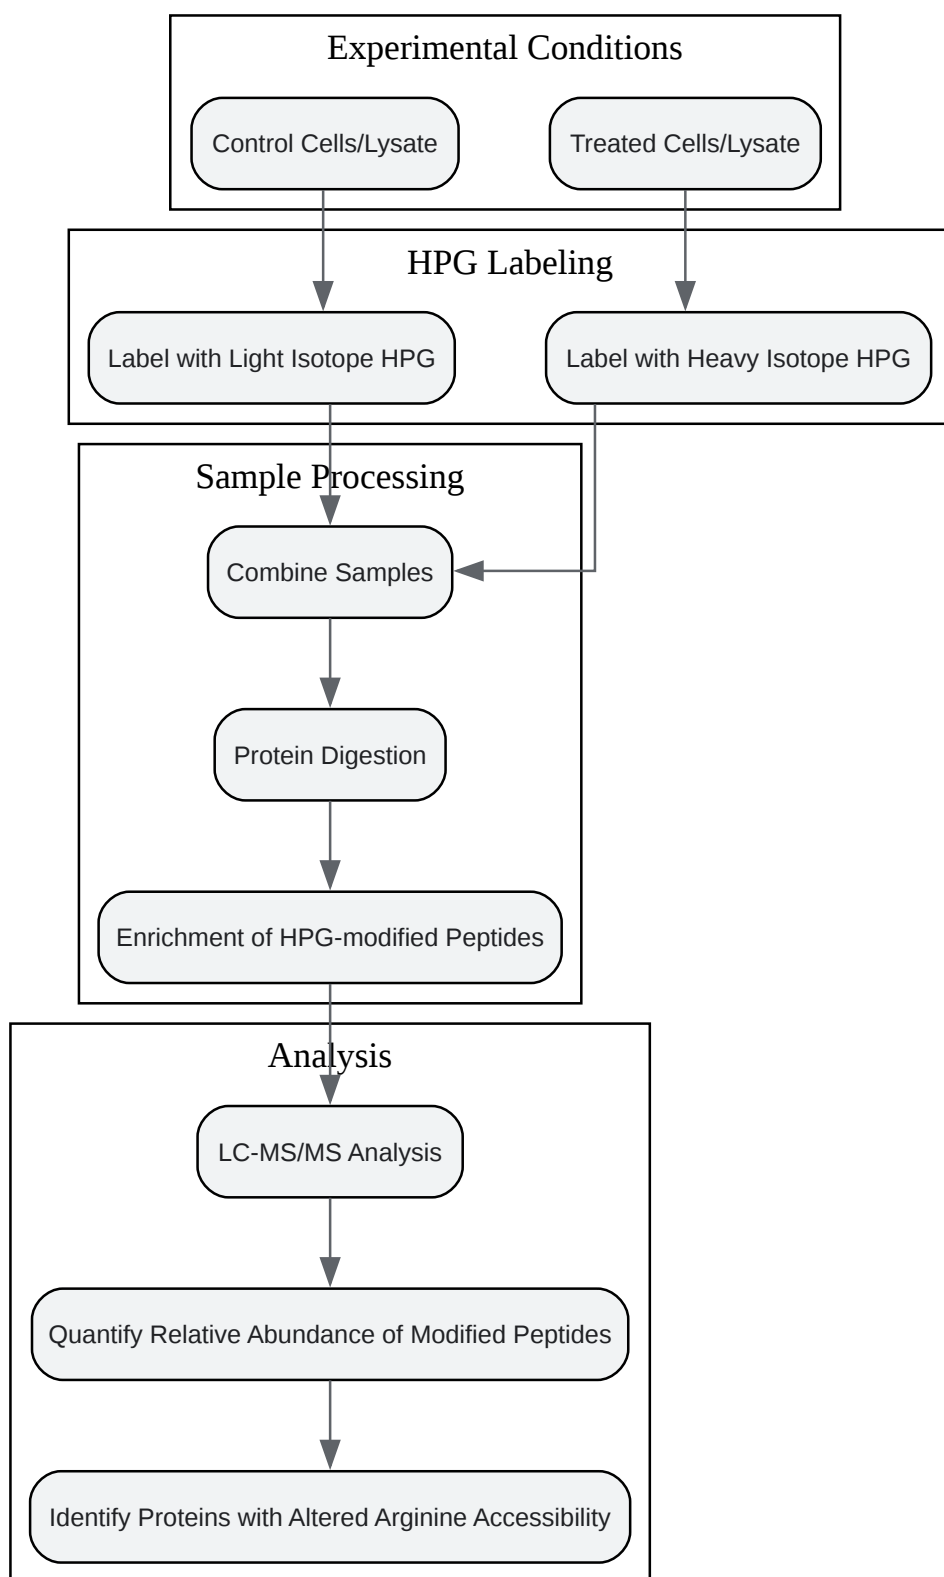 Experimental Conditions
Control Cells/Lysate
Treated Cells/Lysate
HPG Labeling
Label with Light Isotope HPG
Label with Heavy Isotope HPG
Sample Processing
Combine Samples
Protein Digestion
Enrichment of HPG-modified Peptides
Analysis
LC-MS/MS Analysis
Quantify Relative Abundance of Modified Peptides
Identify Proteins with Altered Arginine Accessibility